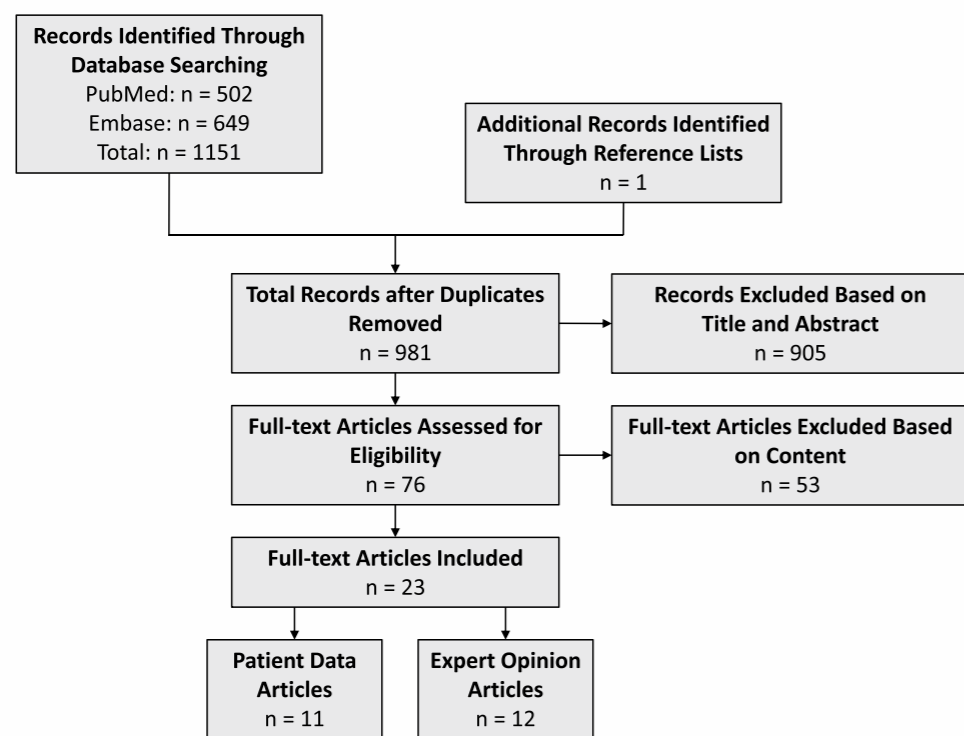 Records Identified Through
Database Searching
PubMed: n = 502
Embase: n = 649
Total: n = 1151
Additional Records Identified
Through Reference Lists
n = 1
Total Records after Duplicates
Removed
n = 981
Records Excluded Based on
Title and Abstract
n = 905
Full-text Articles Assessed for
Eligibility
n = 76
Full-text Articles Excluded Based
on Content
n = 53
Full-text Articles Included
n = 23
Patient Data
Articles
n = 11
Expert Opinion
Articles
n = 12